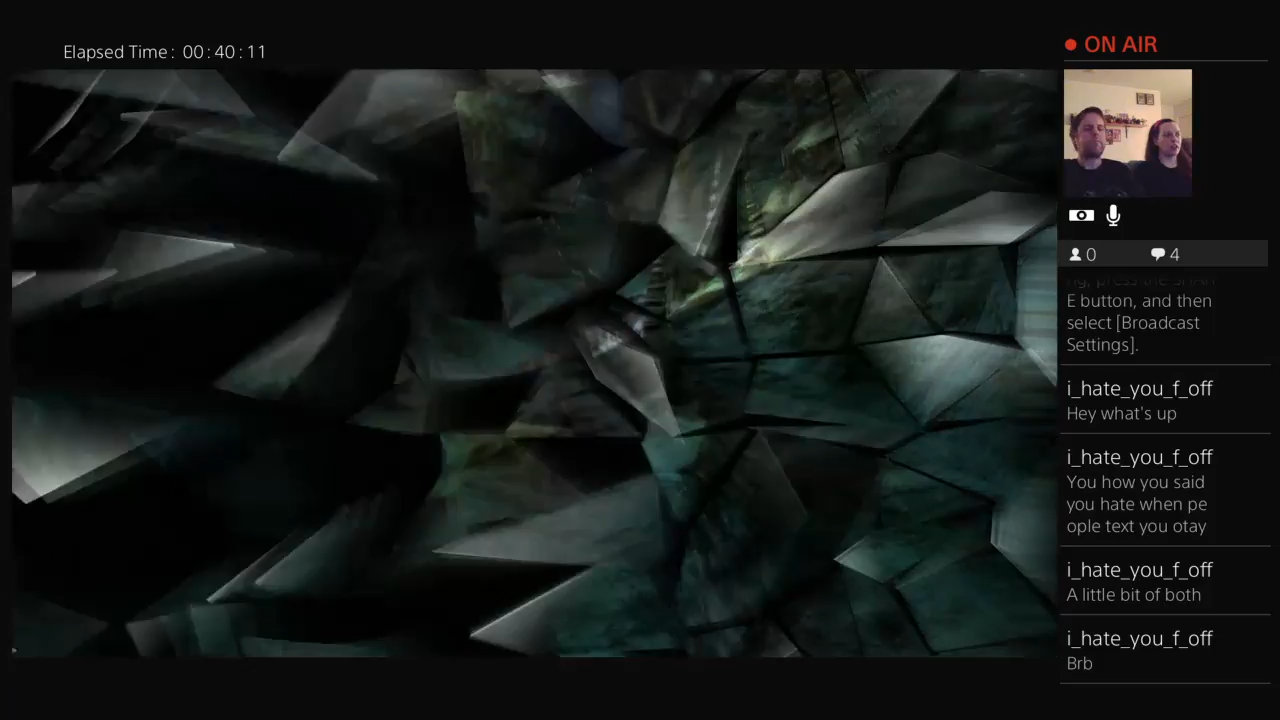 Elapsed Time: 00:40:11
ON AIR
0
4
E button, and then
select [Broadcast
Settings].
i_hate_you_f_off
Hey what's up
i_hate_you_f_off
You how you said
you hate when pe
ople text you otay
i_hate_you_f_off
A little bit of both
i_hate_you_f_off
Brb